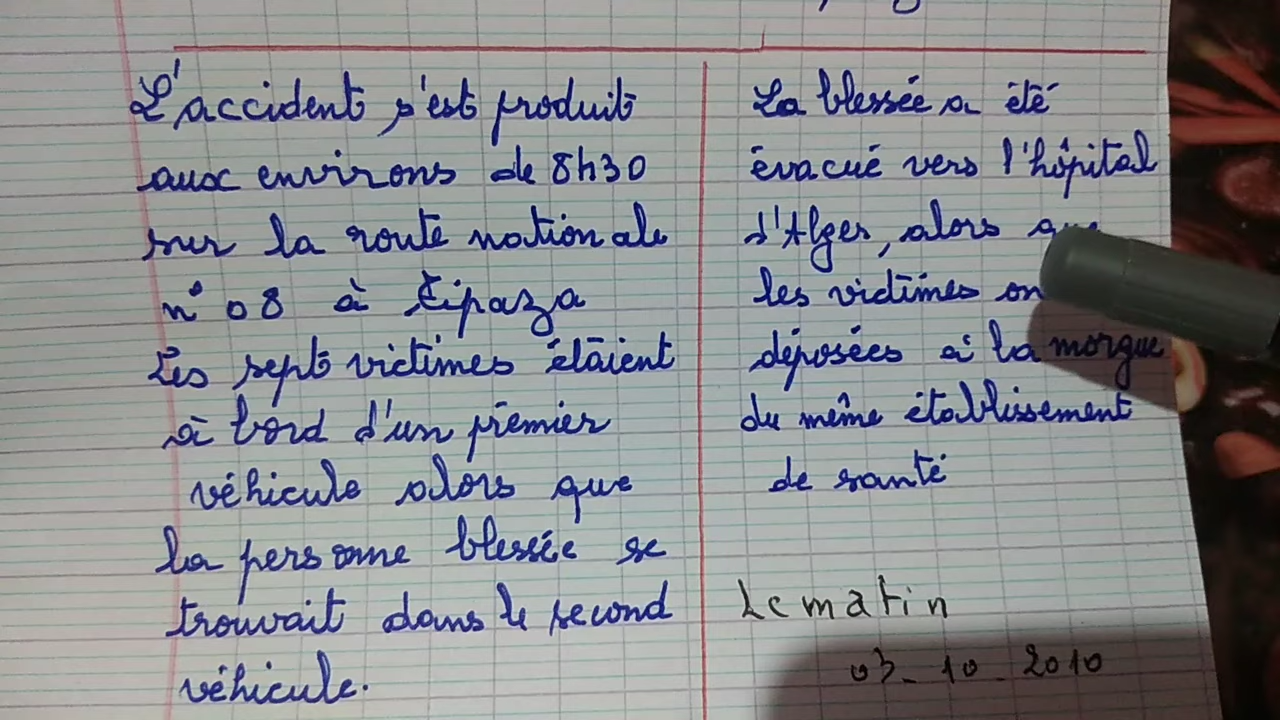 L'accident s'est produit
aux environs de 8h30
sur la route nationale
n° 08 à Tipaza
Les sept victimes étaient
à bord d'un premier
véhicule alors que
la personne blessée se
trouvait dans le second
véhicule.
La blessée a été
évacué vers l'hôpital
d'Alger, alors que
les victimes
déposées à la morgue
du même établissement
de santé
Le matin
03-10-2010